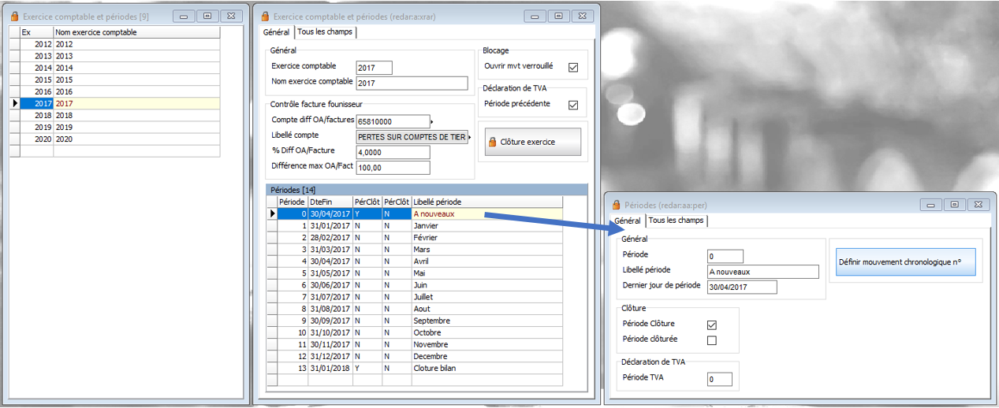 Exercice comptable et périodes [9]
Ex Nom exercice comptable
2012 2012
2013 2013
2014 2014
2015 2015
2016 2016
2017 2017
2018 2018
2019 2019
2020 2020
Exercice comptable et périodes (redar:a:xrar)
Général Tous les champs
Général
Exercice comptable 2017
Nom exercice comptable 2017
Contrôle facture founisseur
Compte diff OA/factures 65810000
Libellé compte PERTES SUR COMPTES DE TIER
% Diff OA/Facture 4,0000
Différence max OA/Fact 100,00
Blocage
Ouvrir mvt verrouillé
Déclaration de TVA
Période précédente
Clôture exercice
Périodes [14]
Période DteFin PérClôt PérClôt Libellé période
0 30/04/2017 Y N A nouveaux
1 31/01/2017 N N Janvier
2 28/02/2017 N N Février
3 31/03/2017 N N Mars
4 30/04/2017 N N Avril
5 31/05/2017 N N Mai
6 30/06/2017 N N Juin
7 31/07/2017 N N Juillet
8 31/08/2017 N N Aout
9 30/09/2017 N N Septembre
10 31/10/2017 N N Octobre
11 30/11/2017 N N Novembre
12 31/12/2017 N N Decembre
13 31/01/2018 Y N Cloture bilan
Périodes (redar:aa:per)
Général Tous les champs
Général
Période 0
Libellé période A nouveaux
Dernier jour de période 30/04/2017
Définir mouvement chronologique n°
Clôture
Période Clôture
Période clôturée
Déclaration de TVA
Période TVA 0